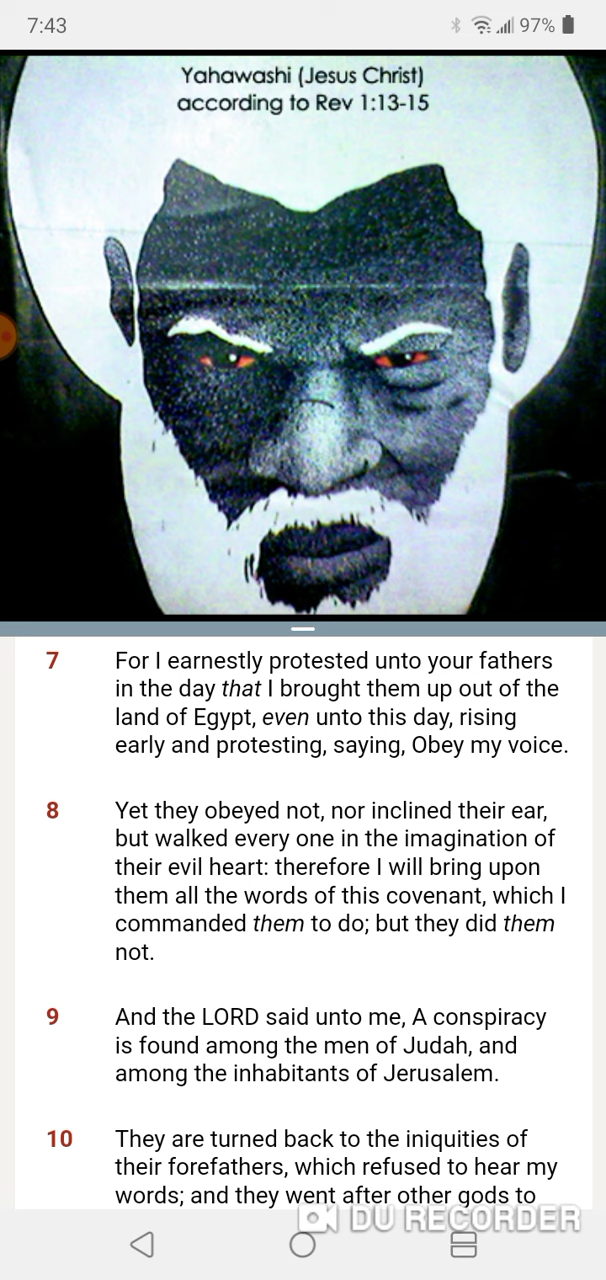 7:43
97%
Yahawashi (Jesus Christ)
according to Rev 1:13-15
7 For I earnestly protested unto your fathers
in the day that I brought them up out of the
land of Egypt, even unto this day, rising
early and protesting, saying, Obey my voice.
8 Yet they obeyed not, nor inclined their ear,
but walked every one in the imagination of
their evil heart: therefore I will bring upon
them all the words of this covenant, which I
commanded them to do; but they did them
not.
9 And the LORD said unto me, A conspiracy
is found among the men of Judah, and
among the inhabitants of Jerusalem.
10 They are turned back to the iniquities of
their forefathers, which refused to hear my
words; and they went after other gods to
DU RECORDER